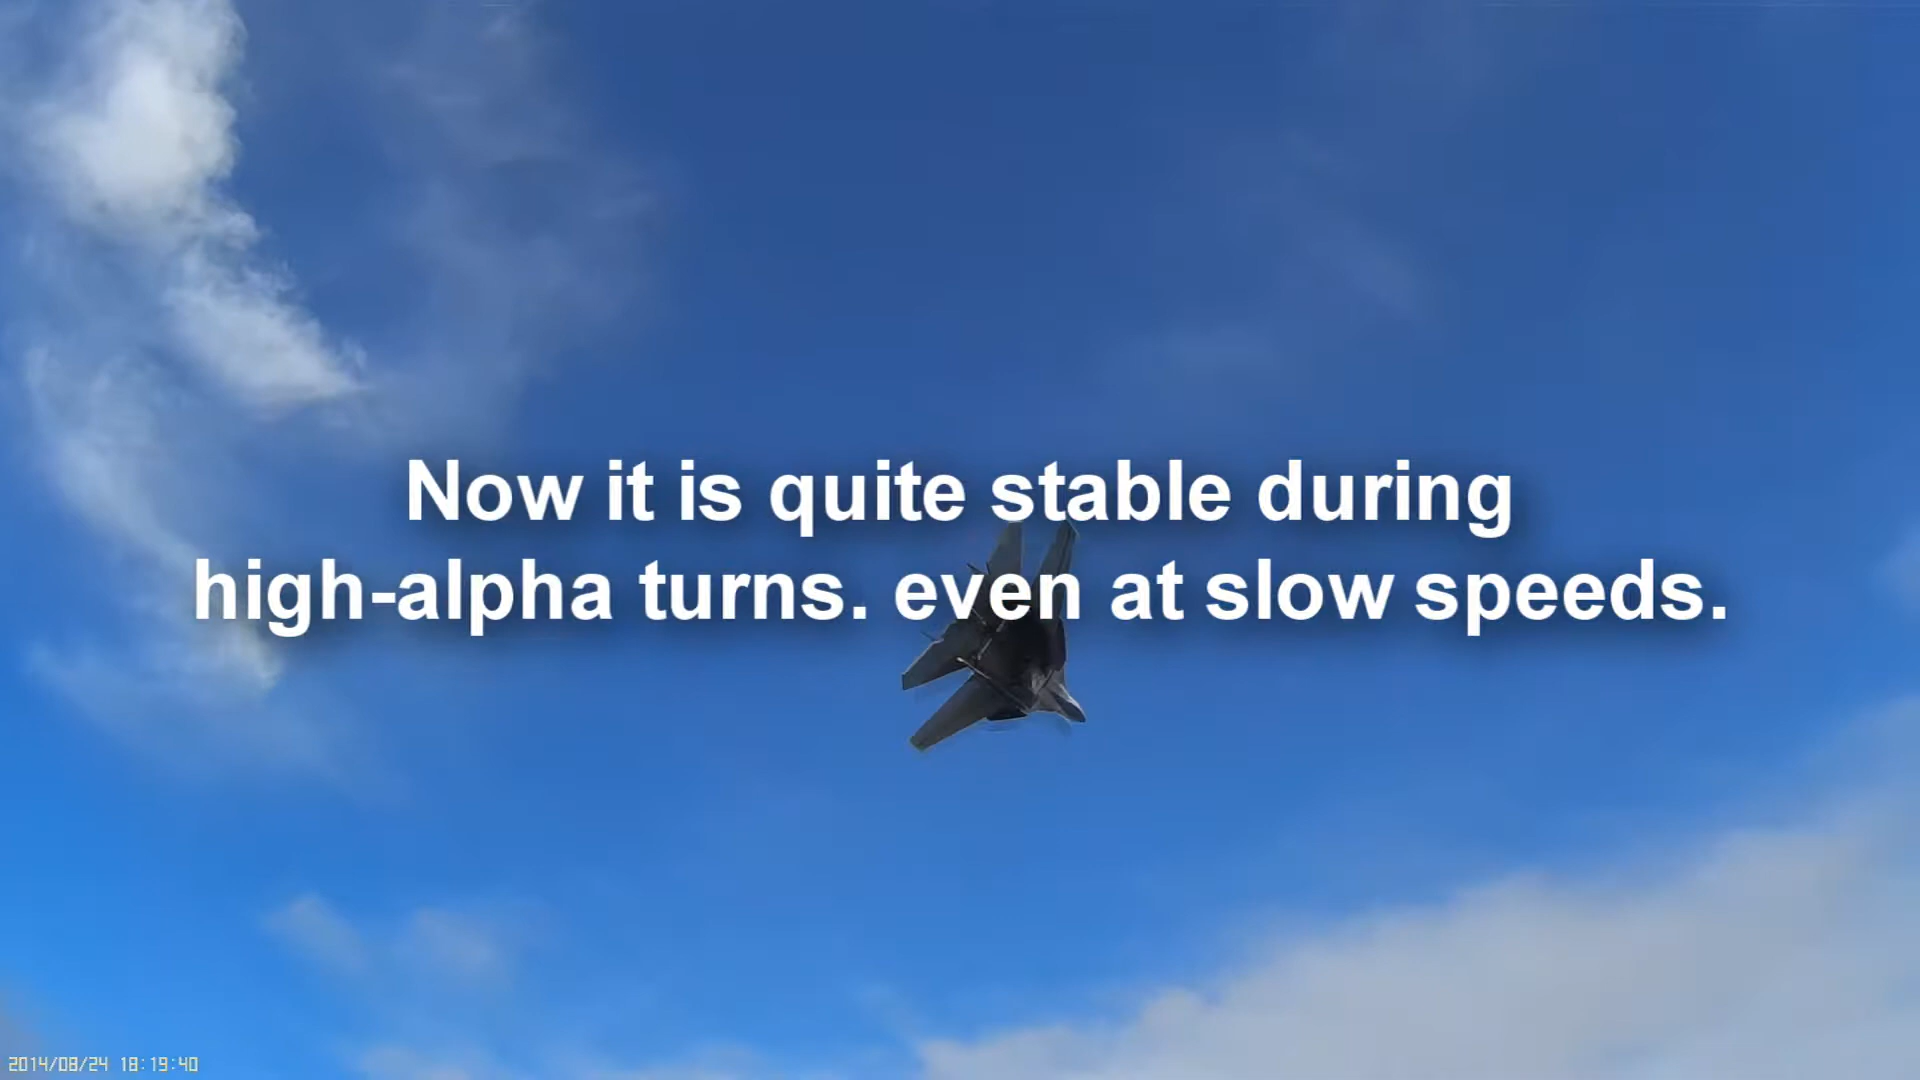 Now it is quite stable during
high-alpha turns. even at slow speeds.
2014/08/24 18:19:40